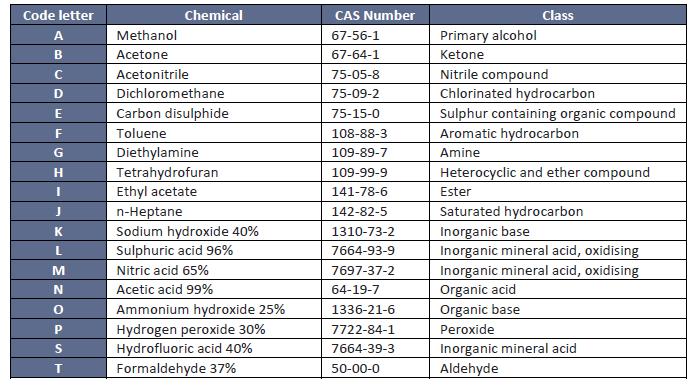 Code letter Chemical CAS Number Class
A Methanol 67-56-1 Primary alcohol
B Acetone 67-64-1 Ketone
C Acetonitrile 75-05-8 Nitrile compound
D Dichloromethane 75-09-2 Chlorinated hydrocarbon
E Carbon disulphide 75-15-0 Sulphur containing organic compound
F Toluene 108-88-3 Aromatic hydrocarbon
G Diethylamine 109-89-7 Amine
H Tetrahydrofuran 109-99-9 Heterocyclic and ether compound
I Ethyl acetate 141-78-6 Ester
J n-Heptane 142-82-5 Saturated hydrocarbon
K Sodium hydroxide 40% 1310-73-2 Inorganic base
L Sulphuric acid 96% 7664-93-9 Inorganic mineral acid, oxidising
M Nitric acid 65% 7697-37-2 Inorganic mineral acid, oxidising
N Acetic acid 99% 64-19-7 Organic acid
O Ammonium hydroxide 25% 1336-21-6 Organic base
P Hydrogen peroxide 30% 7722-84-1 Peroxide
S Hydrofluoric acid 40% 7664-39-3 Inorganic mineral acid
T Formaldehyde 37% 50-00-0 Aldehyde